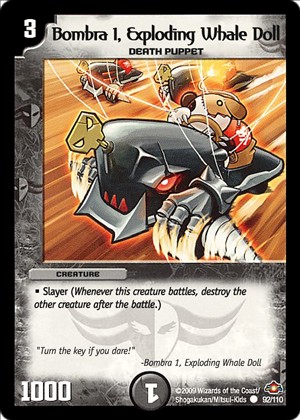 3 Bombra 1, Exploding Whale Doll
DEATH PUPPET
CREATURE
▪ Slayer (Whenever this creature battles, destroy the
other creature after the battle.)
"Turn the key if you dare!"
-Bombra 1, Exploding Whale Doll
1000
1
©2009 Wizards of the Coast/
Shogakukan/Mitsui-Kids ● 92/110